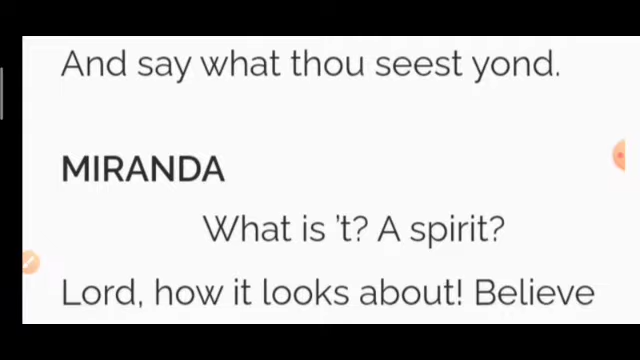 And say what thou seest yond.
MIRANDA
What is ’t? A spirit?
Lord, how it looks about! Believe